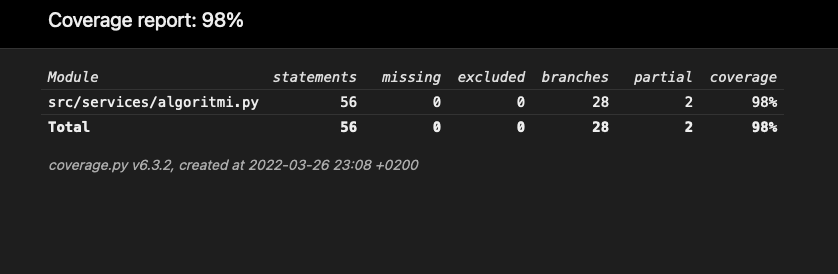 Coverage report: 98%
Module statements missing excluded branches partial coverage
src/services/algoritmi.py 56 0 0 28 2 98%
Total 56 0 0 28 2 98%
coverage.py v6.3.2, created at 2022-03-26 23:08 +0200